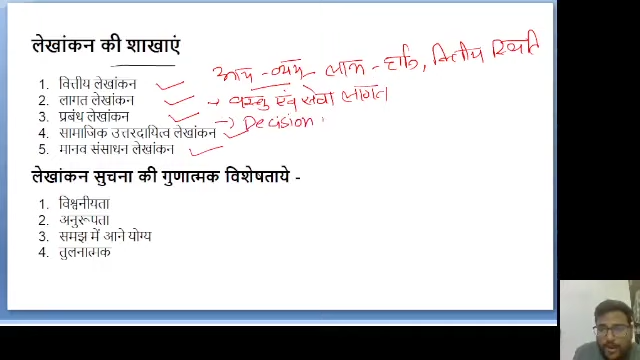 लेखांकन की शाखाएं
आय - व्यय लाभ - हानि, वित्तीय स्थिति
1. वित्तीय लेखांकन
2. लागत लेखांकन - वस्तु एवं सेवा लागत
3. प्रबंध लेखांकन -> Decision
4. सामाजिक उत्तरदायित्व लेखांकन
5. मानव संसाधन लेखांकन
लेखांकन सुचना की गुणात्मक विशेषताये -
1. विश्वनीयता
2. अनुरूपता
3. समझ में आने योग्य
4. तुलनात्मक